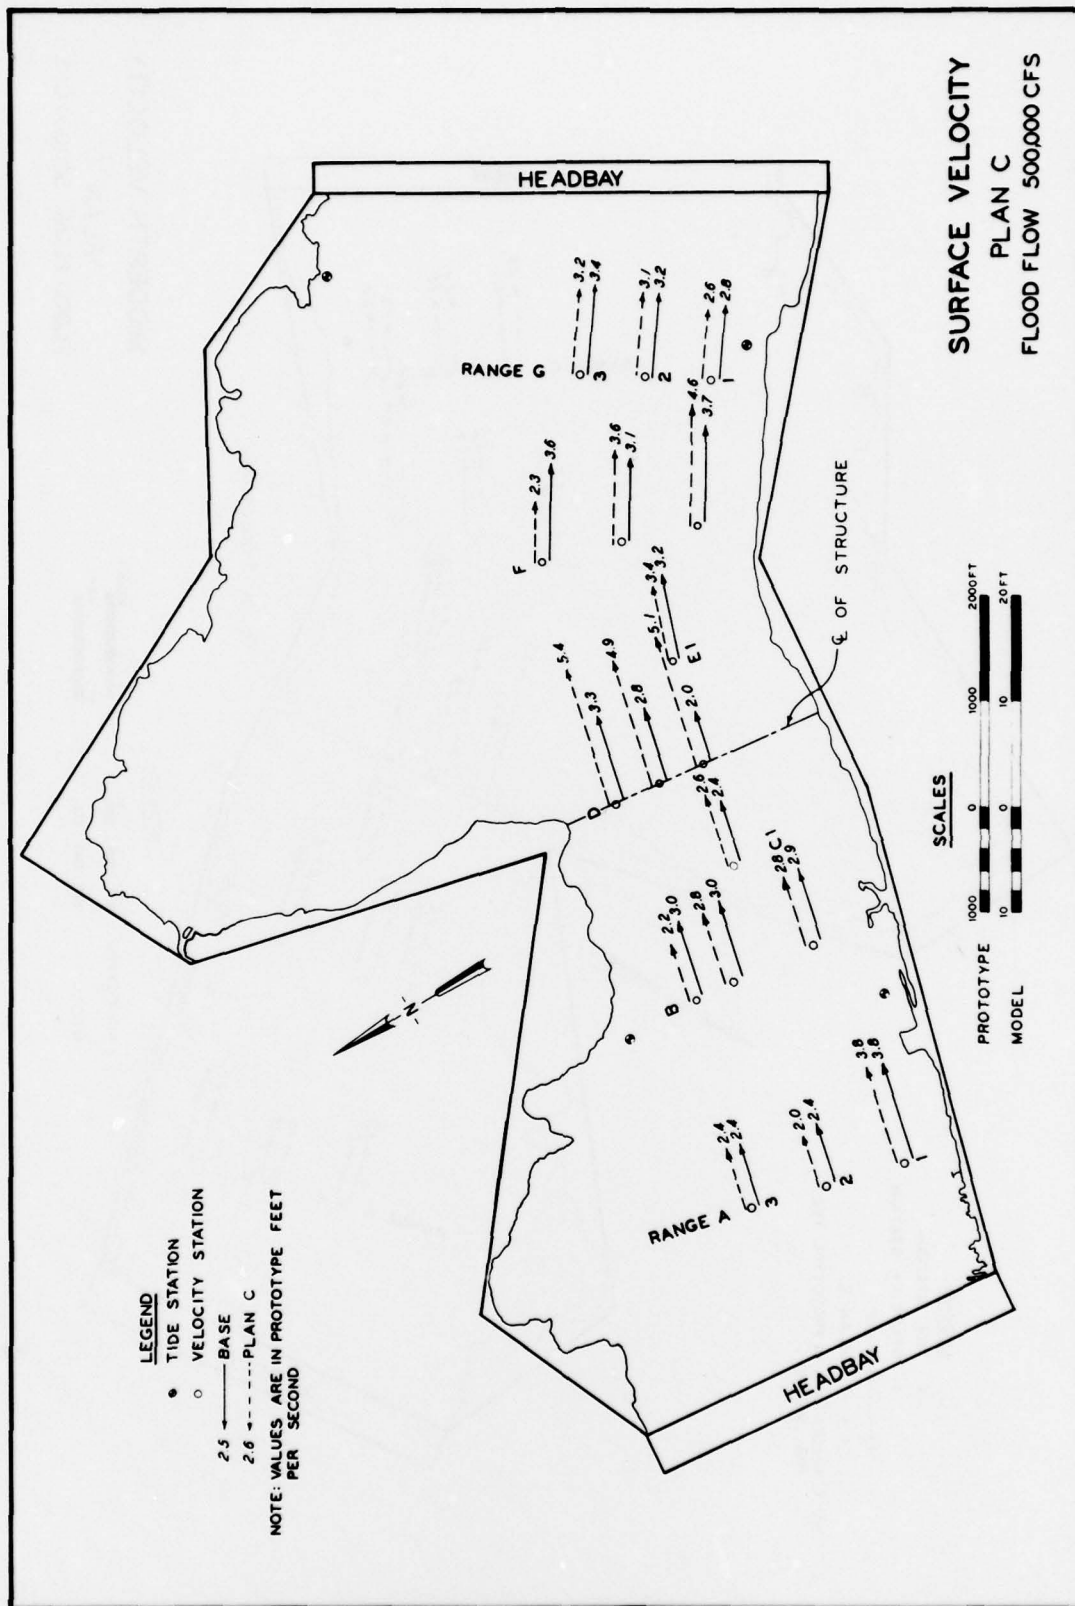 LEGEND
TIDE STATION
VELOCITY STATION
2.5 BASE
2.6 PLAN C
NOTE: VALUES ARE IN PROTOTYPE FEET
PER SECOND
HEADBAY
HEADBAY
RANGE G
3.2
3.4
3
3.1
3.2
2
2.6
2.8
1
F
2.3
3.6
3.6
3.1
4.6
3.7
D
5.4
3.3
4.9
2.8
5.1
2.0
3.4
3.2
E1
2.6
2.4
B
2.2
3.0
2.8
3.0
C1
2.8
2.9
RANGE A
2.4
2.4
3
2.0
2.4
2
3.8
3.8
1
N
℄ OF STRUCTURE
SCALES
PROTOTYPE 1000 0 1000 2000FT
MODEL 10 0 10 20FT
SURFACE VELOCITY
PLAN C
FLOOD FLOW 500,000 CFS